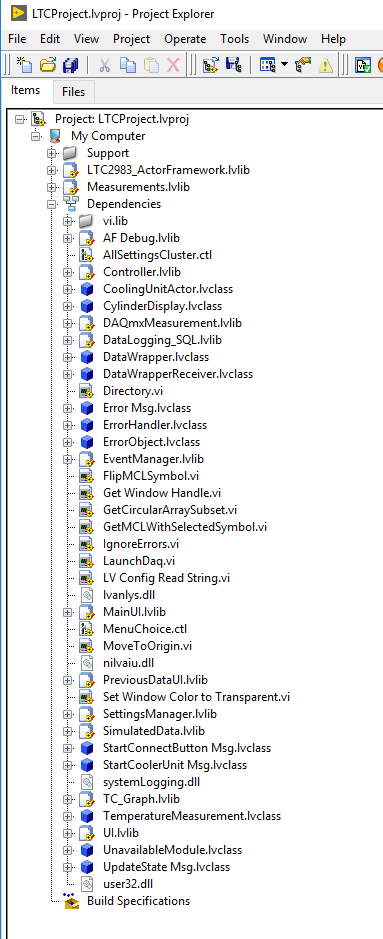 LTCProject.lvproj - Project Explorer
File Edit View Project Operate Tools Window Help
Items Files
Project: LTCProject.lvproj
My Computer
Support
LTC2983_ActorFramework.lvlib
Measurements.lvlib
Dependencies
vi.lib
AF Debug.lvlib
AllSettingsCluster.ctl
Controller.lvlib
CoolingUnitActor.lvclass
CylinderDisplay.lvclass
DAQmxMeasurement.lvlib
DataLogging_SQL.lvlib
DataWrapper.lvclass
DataWrapperReceiver.lvclass
Directory.vi
Error Msg.lvclass
ErrorHandler.lvclass
ErrorObject.lvclass
EventManager.lvlib
FlipMCLSymbol.vi
Get Window Handle.vi
GetCircularArraySubset.vi
GetMCLWithSelectedSymbol.vi
IgnoreErrors.vi
LaunchDaq.vi
LV Config Read String.vi
lvanlys.dll
MainUI.lvlib
MenuChoice.ctl
MoveToOrigin.vi
nilvaiu.dll
PreviousDataUI.lvlib
Set Window Color to Transparent.vi
SettingsManager.lvlib
SimulatedData.lvlib
StartConnectButton Msg.lvclass
StartCoolerUnit Msg.lvclass
systemLogging.dll
TC_Graph.lvlib
TemperatureMeasurement.lvclass
UI.lvlib
UnavailableModule.lvclass
UpdateState Msg.lvclass
user32.dll
Build Specifications